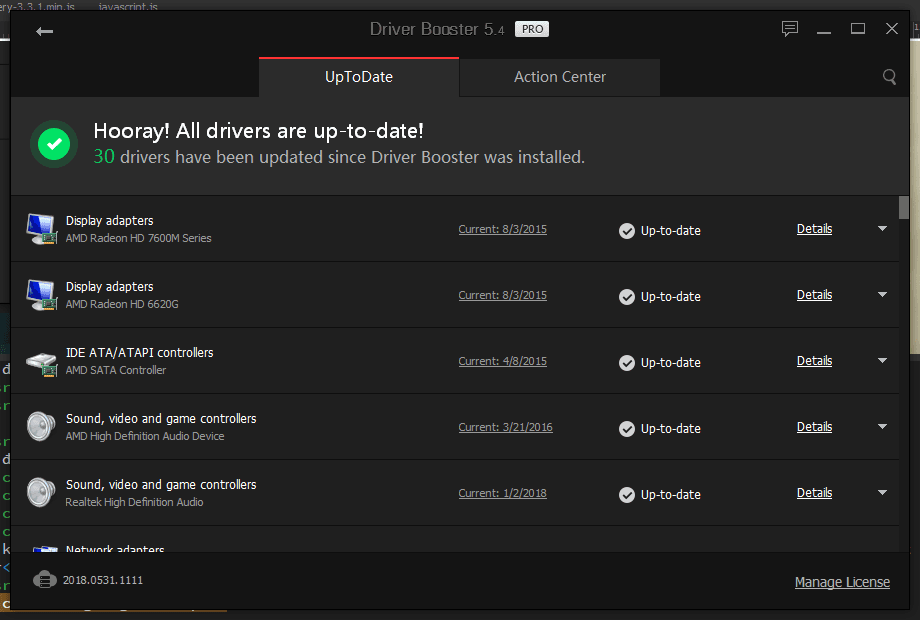 ery-3.3.1.min.js javascript.js
Driver Booster 5.4 PRO
UpToDate Action Center
Hooray! All drivers are up-to-date!
30 drivers have been updated since Driver Booster was installed.
Display adapters
AMD Radeon HD 7600M Series
Current: 8/3/2015 Up-to-date Details
Display adapters
AMD Radeon HD 6620G
Current: 8/3/2015 Up-to-date Details
IDE ATA/ATAPI controllers
AMD SATA Controller
Current: 4/8/2015 Up-to-date Details
Sound, video and game controllers
AMD High Definition Audio Device
Current: 3/21/2016 Up-to-date Details
Sound, video and game controllers
Realtek High Definition Audio
Current: 1/2/2018 Up-to-date Details
Network adapters
2018.0531.1111
Manage License